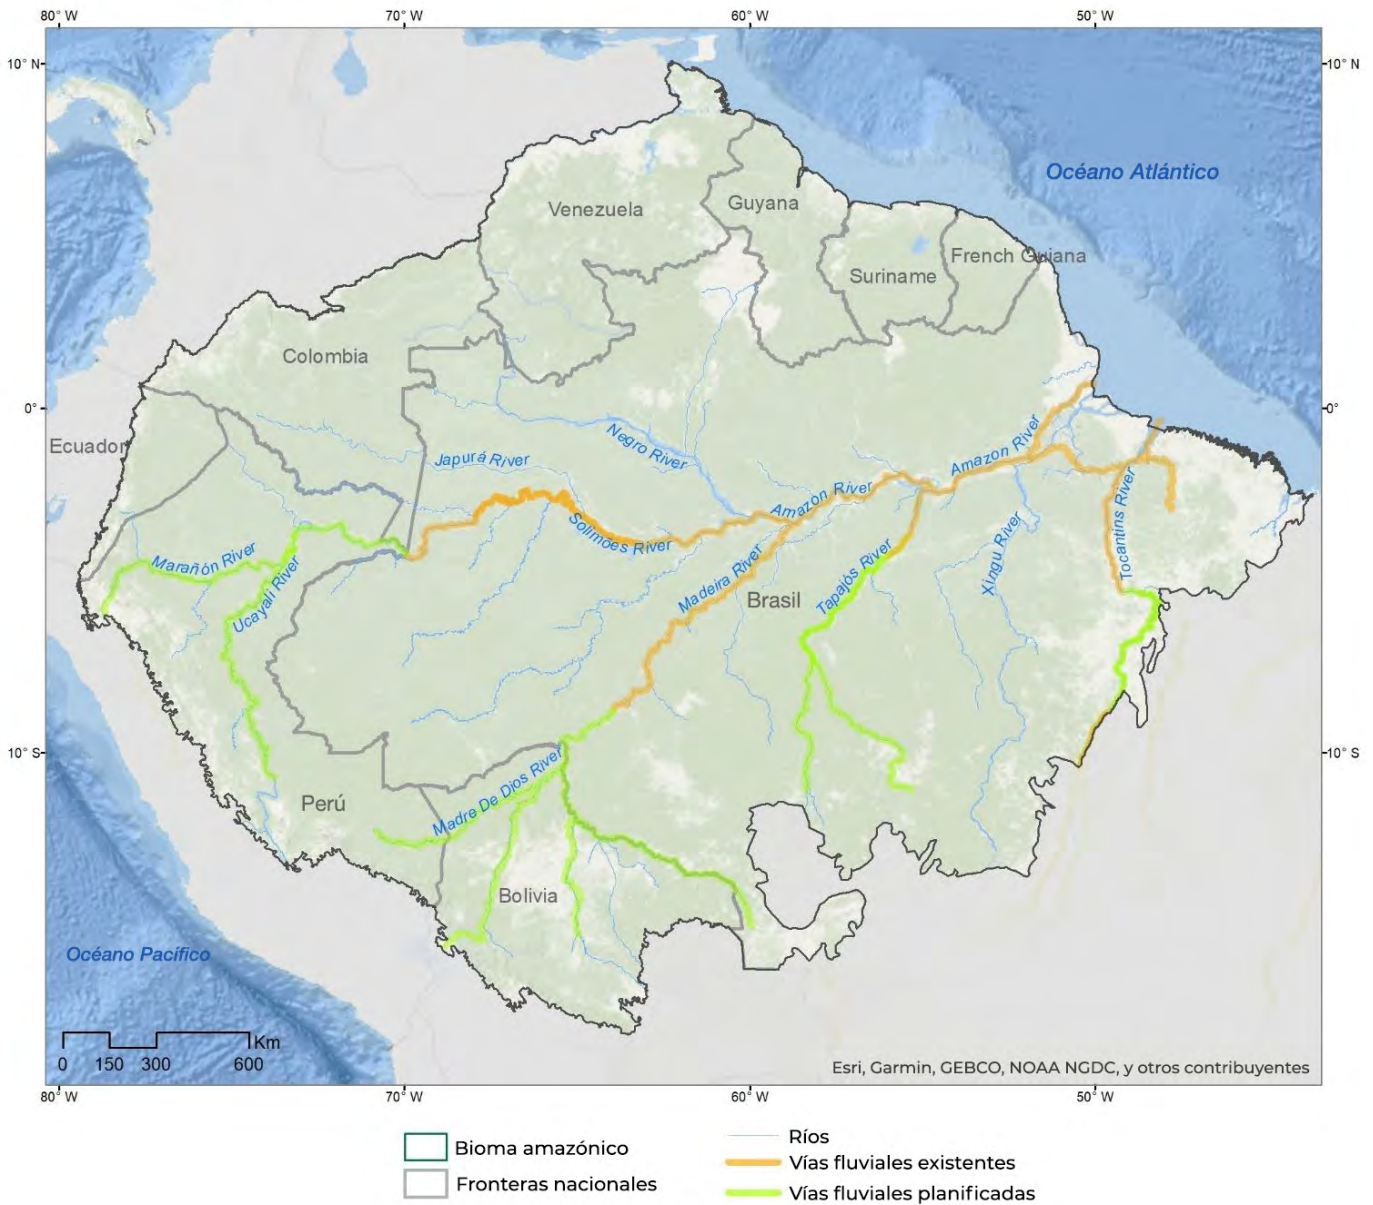 80° W
70° W
60° W
50° W
10° N
10° N
Océano Atlántico
Venezuela
Guyana
French Guiana
Suriname
Colombia
0°
0°
Ecuador
Negro River
Japurá River
Amazon River
Amazon River
Solimões River
Madeira River
Tapajós River
Xingu River
Tocantins River
Marañón River
Ucayali River
Brasil
10° S
10° S
Madre De Dios River
Perú
Bolivia
Océano Pacífico
Km
0 150 300 600
Esri, Garmin, GEBCO, NOAA NGDC, y otros contribuyentes
80° W
70° W
60° W
50° W
Bioma amazónico
Fronteras nacionales
Ríos
Vías fluviales existentes
Vías fluviales planificadas